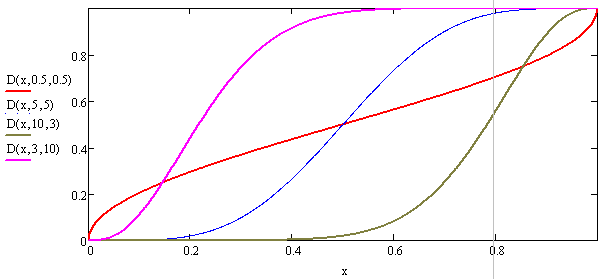 D(x,0.5,0.5)
D(x,5,5)
D(x,10,3)
D(x,3,10)
0.8
0.6
0.4
0.2
0
0 0.2 0.4 0.6 0.8
x